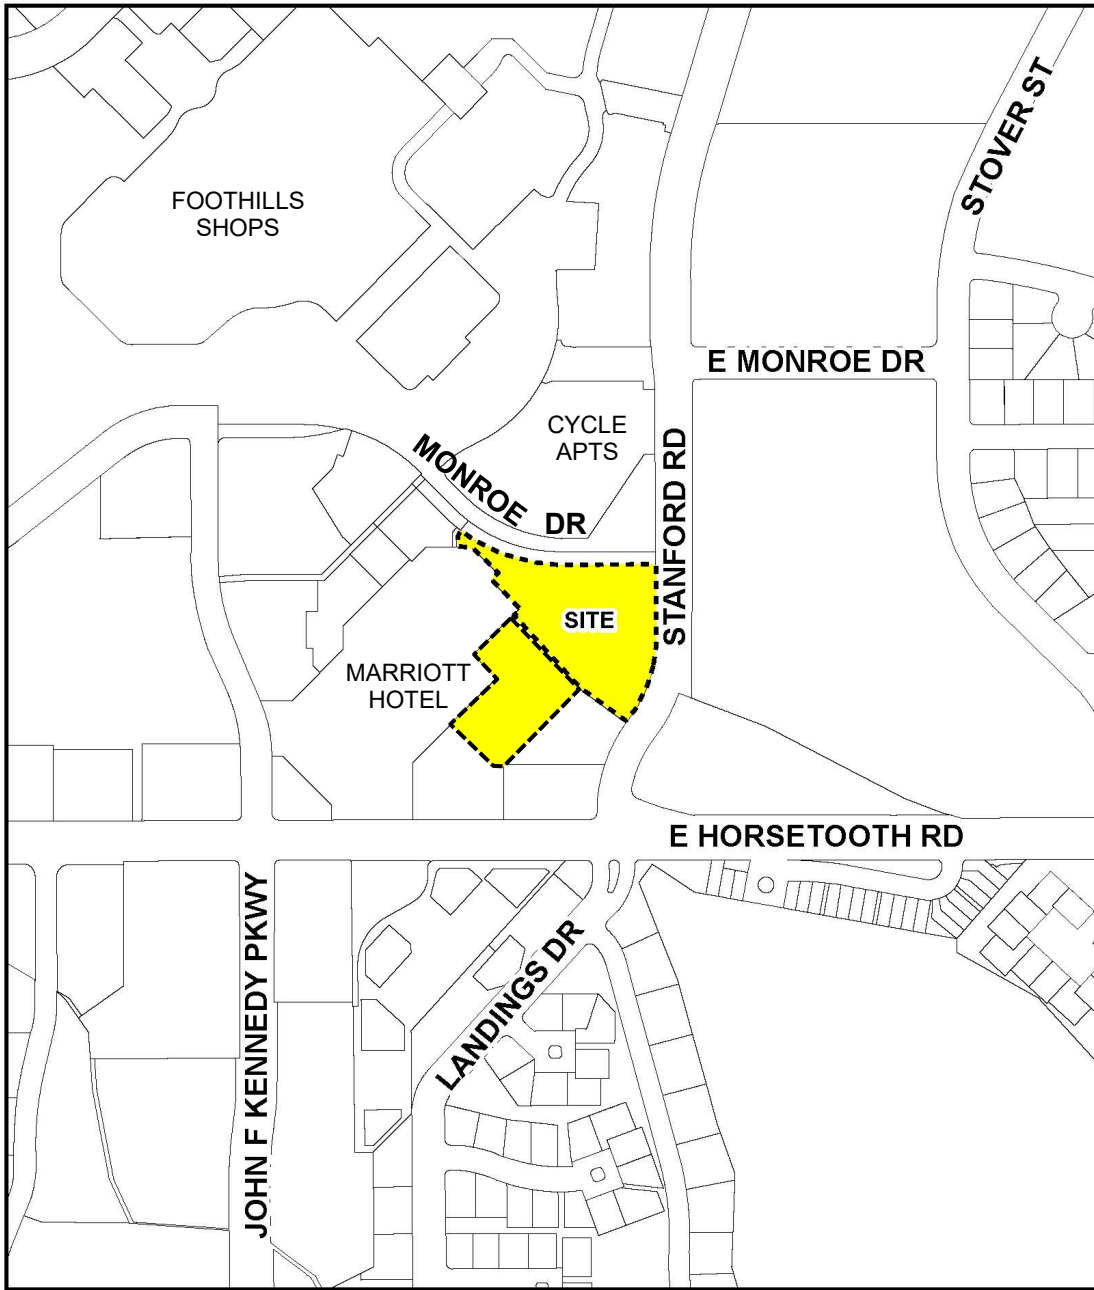 STOVER ST
FOOTHILLS
SHOPS
E MONROE DR
CYCLE
APTS
MONROE DR
STANFORD RD
SITE
MARRIOTT
HOTEL
E HORSETOOTH RD
JOHN F KENNEDY PKWY
LANDINGS DR